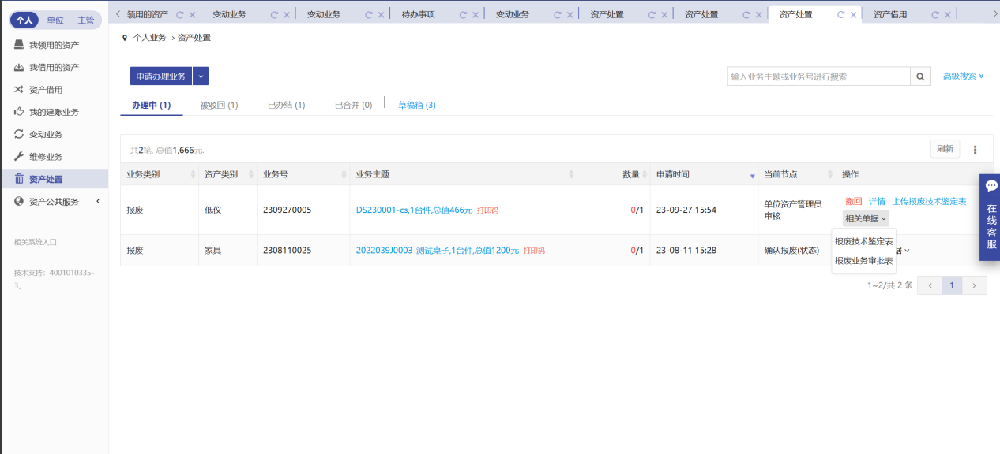 个人 单位 主管
我领用的资产
我借用的资产
资产借用
我的建账业务
变动业务
维修业务
资产处置
资产公共服务
相关系统入口
技术支持：4001010335-
3,
领用的资产 变动业务 变动业务 待办事项 变动业务 资产处置 资产处置 资产处置 资产借用
个人业务 › 资产处置
申请办理业务 输入业务主题或业务号进行搜索 高级搜索
办理中 (1) 被驳回 (1) 已办结 (1) 已合并 (0) 草稿箱 (3)
共2笔, 总值1,666元. 刷新
业务类别 资产类别 业务号 业务主题 数量 申请时间 当前节点 操作
报废 低仪 2309270005 DS230001-cs,1台件,总值466元 打印码 0/1 23-09-27 15:54 单位资产管理员
审核
撤回 详情 上传报废技术鉴定表
相关单据
报废 家具 2308110025 2022039J0003-测试桌子,1台件,总值1200元 打印码 0/1 23-08-11 15:28 确认报废(状态)
报废技术鉴定表
报废业务审批表
1~2/共 2 条 ‹ 1 ›
在线客服